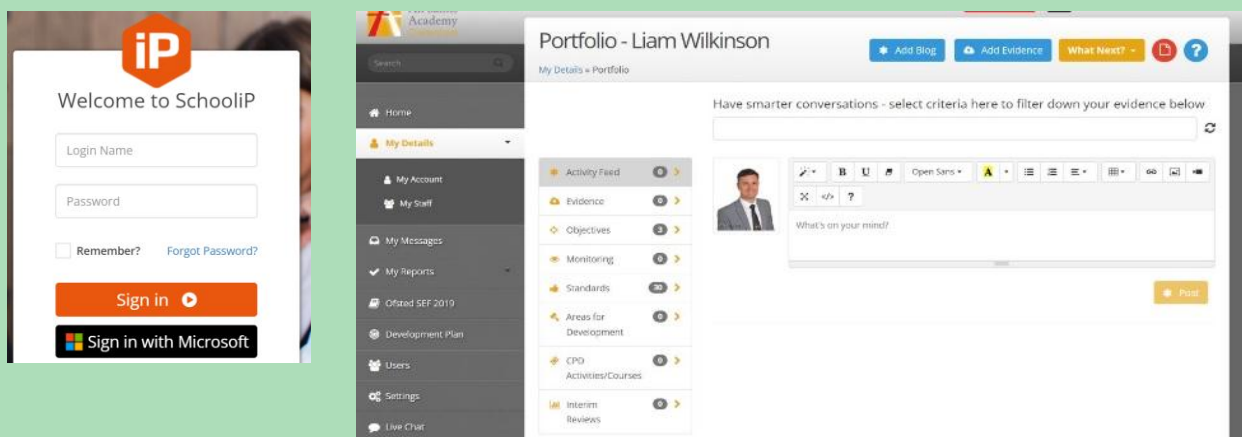 iP
Welcome to SchooliP
Login Name
Password
Remember? Forgot Password?
Sign in
Sign in with Microsoft
Academy
Search
Home
My Details
My Account
My Staff
My Messages
My Reports
Ofsted SEF 2019
Development Plan
Users
Settings
Live Chat
Portfolio - Liam Wilkinson
Add Blog Add Evidence What Next?
?
My Details » Portfolio
Have smarter conversations - select criteria here to filter down your evidence below
Activity Feed 0
Evidence 0
Objectives 3
Monitoring 0
Standards 30
Areas for 0
Development
CPD 0
Activities/Courses
Interim 0
Reviews
B U Open Sans A
</> ?
What's on your mind?
Post